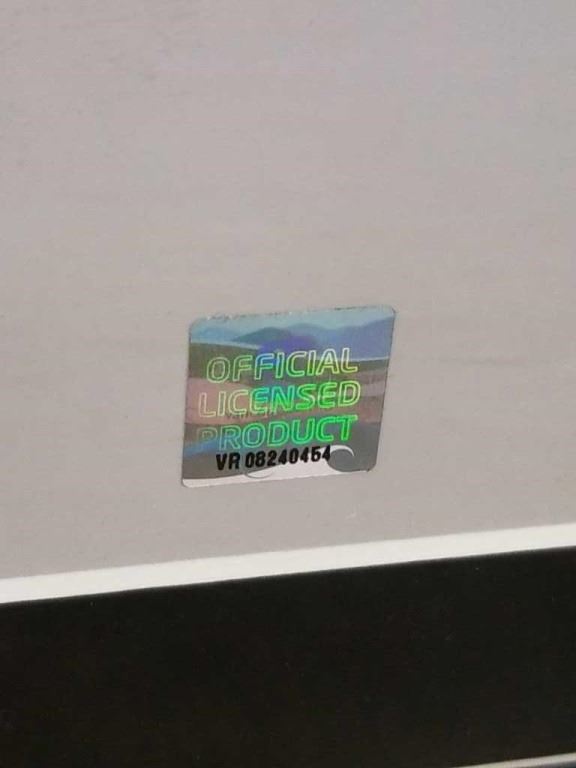 OFFICIAL
LICENSED
PRODUCT
VR 08240454